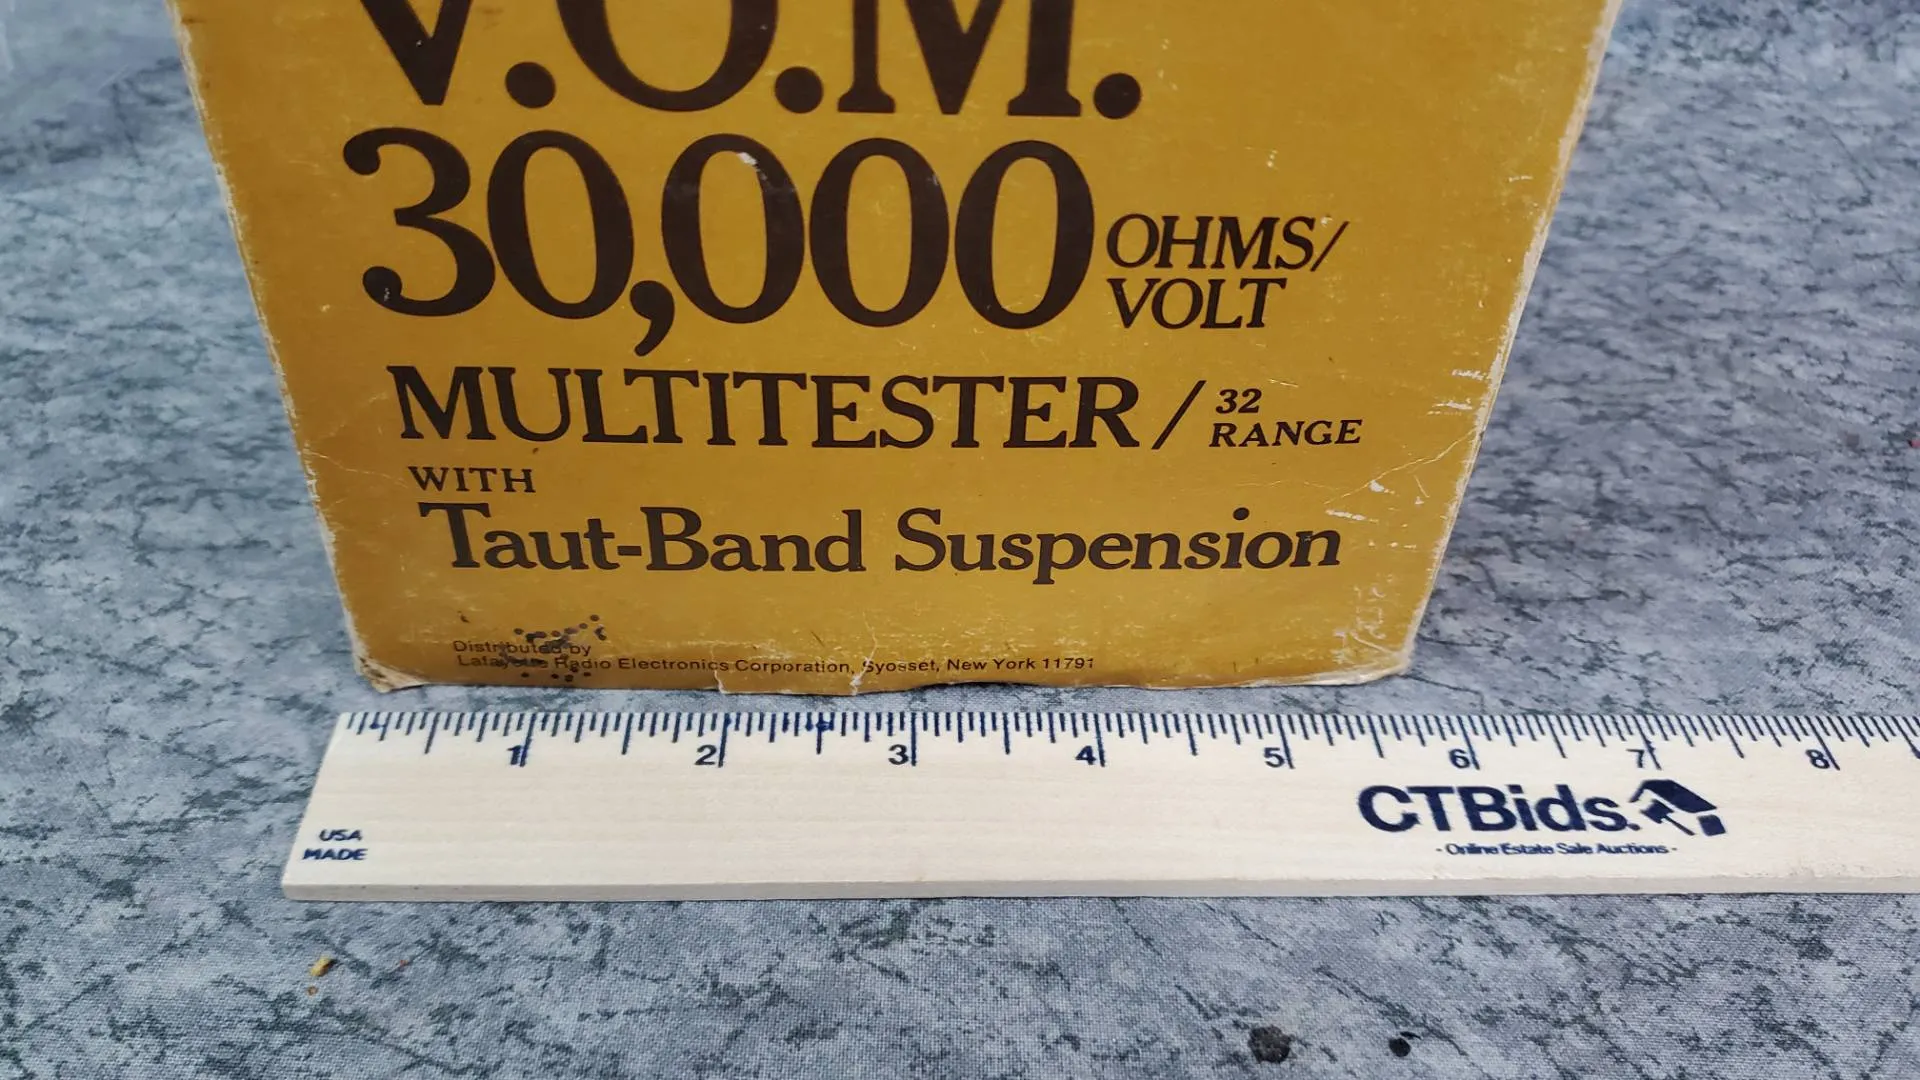 V.O.M.
30,000 OHMS/
VOLT
MULTITESTER/ 32
RANGE
WITH
Taut-Band Suspension
Distributed by
Lafayette Radio Electronics Corporation, Syosset, New York 11791
1 2 3 4 5 6 7 8
CTBids.
- Online Estate Sale Auctions -
USA
MADE